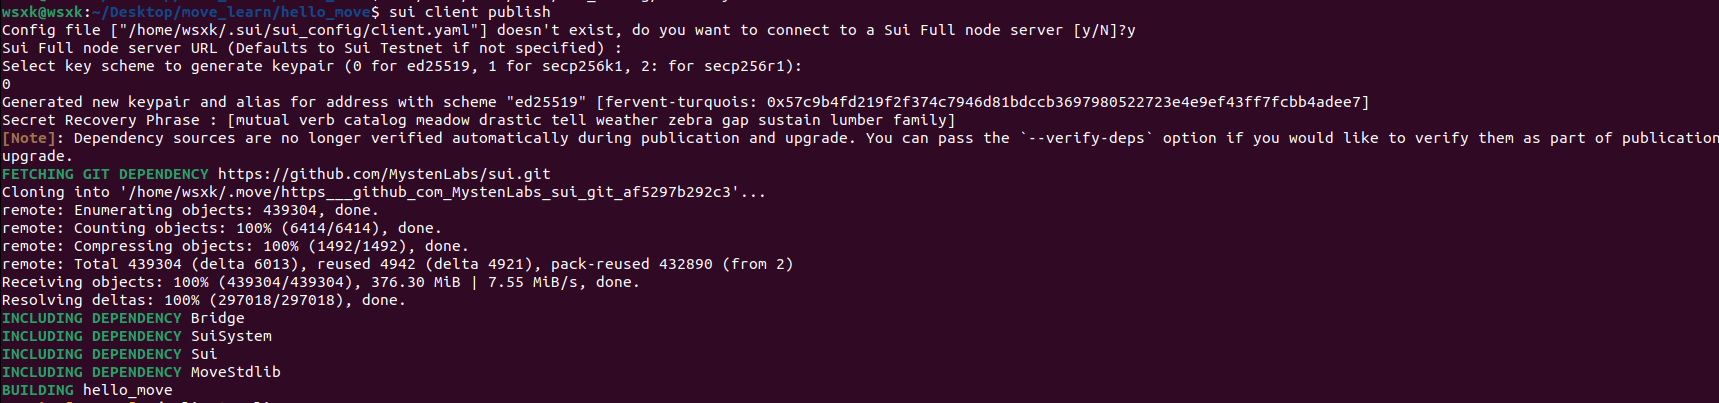 wsxk@wsxk:~/Desktop/move_learn/hello_move$ sui client publish
Config file ["/home/wsxk/.sui/sui_config/client.yaml"] doesn't exist, do you want to connect to a Sui Full node server [y/N]?y
Sui Full node server URL (Defaults to Sui Testnet if not specified) :
Select key scheme to generate keypair (0 for ed25519, 1 for secp256k1, 2: for secp256r1):
0
Generated new keypair and alias for address with scheme "ed25519" [fervent-turquois: 0x57c9b4fd219f2f374c7946d81bdccb3697980522723e4e9ef43ff7fcbb4adee7]
Secret Recovery Phrase : [mutual verb catalog meadow drastic tell weather zebra gap sustain lumber family]
[Note]: Dependency sources are no longer verified automatically during publication and upgrade. You can pass the `--verify-deps` option if you would like to verify them as part of publication
upgrade.
FETCHING GIT DEPENDENCY https://github.com/MystenLabs/sui.git
Cloning into '/home/wsxk/.move/https___github_com_MystenLabs_sui_git_af5297b292c3'...
remote: Enumerating objects: 439304, done.
remote: Counting objects: 100% (6414/6414), done.
remote: Compressing objects: 100% (1492/1492), done.
remote: Total 439304 (delta 6013), reused 4942 (delta 4921), pack-reused 432890 (from 2)
Receiving objects: 100% (439304/439304), 376.30 MiB | 7.55 MiB/s, done.
Resolving deltas: 100% (297018/297018), done.
INCLUDING DEPENDENCY Bridge
INCLUDING DEPENDENCY SuiSystem
INCLUDING DEPENDENCY Sui
INCLUDING DEPENDENCY MoveStdlib
BUILDING hello_move